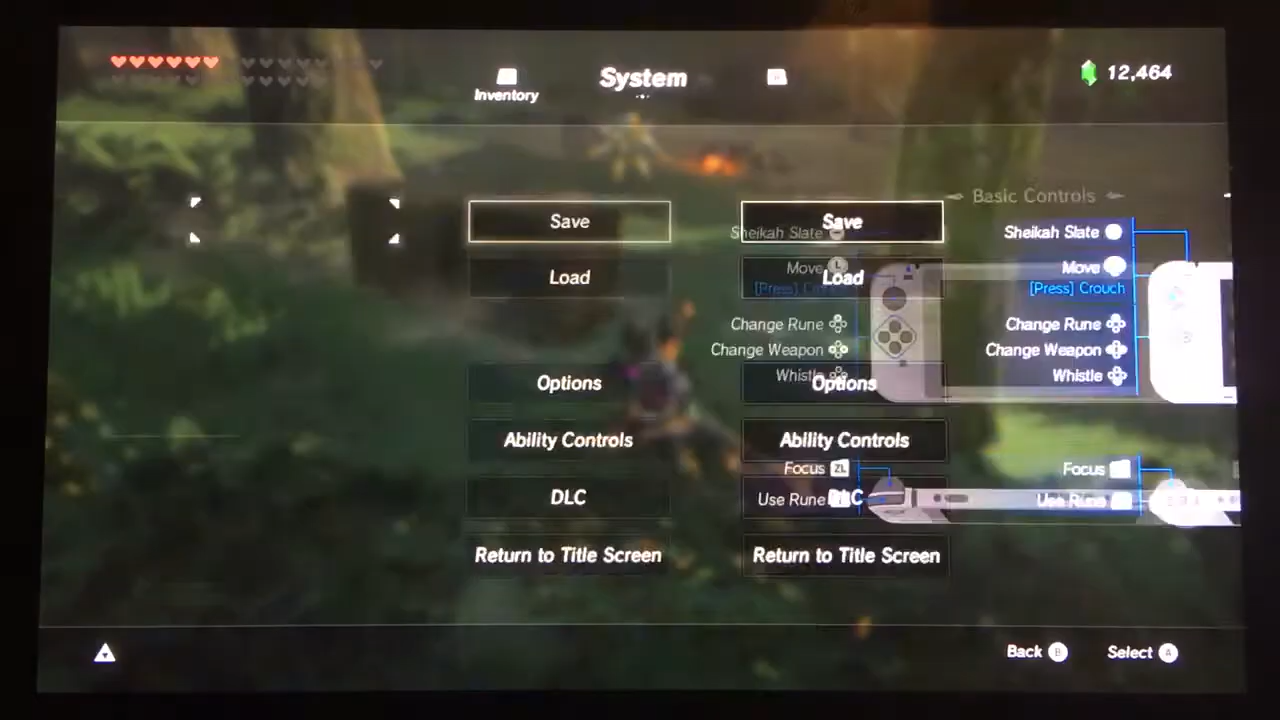 System
Inventory
12,464
Basic Controls
Save
Save
Sheikah Slate
Sheikah Slate
Load
Move
Load
Move
[Press] Crouch
Change Rune
Change Rune
Change Weapon
Change Weapon
Options
Whistle
Options
Whistle
Ability Controls
Ability Controls
Focus ZL
Focus
DLC
Use Rune
DLC
Use Rune
Return to Title Screen
Return to Title Screen
Back B
Select A